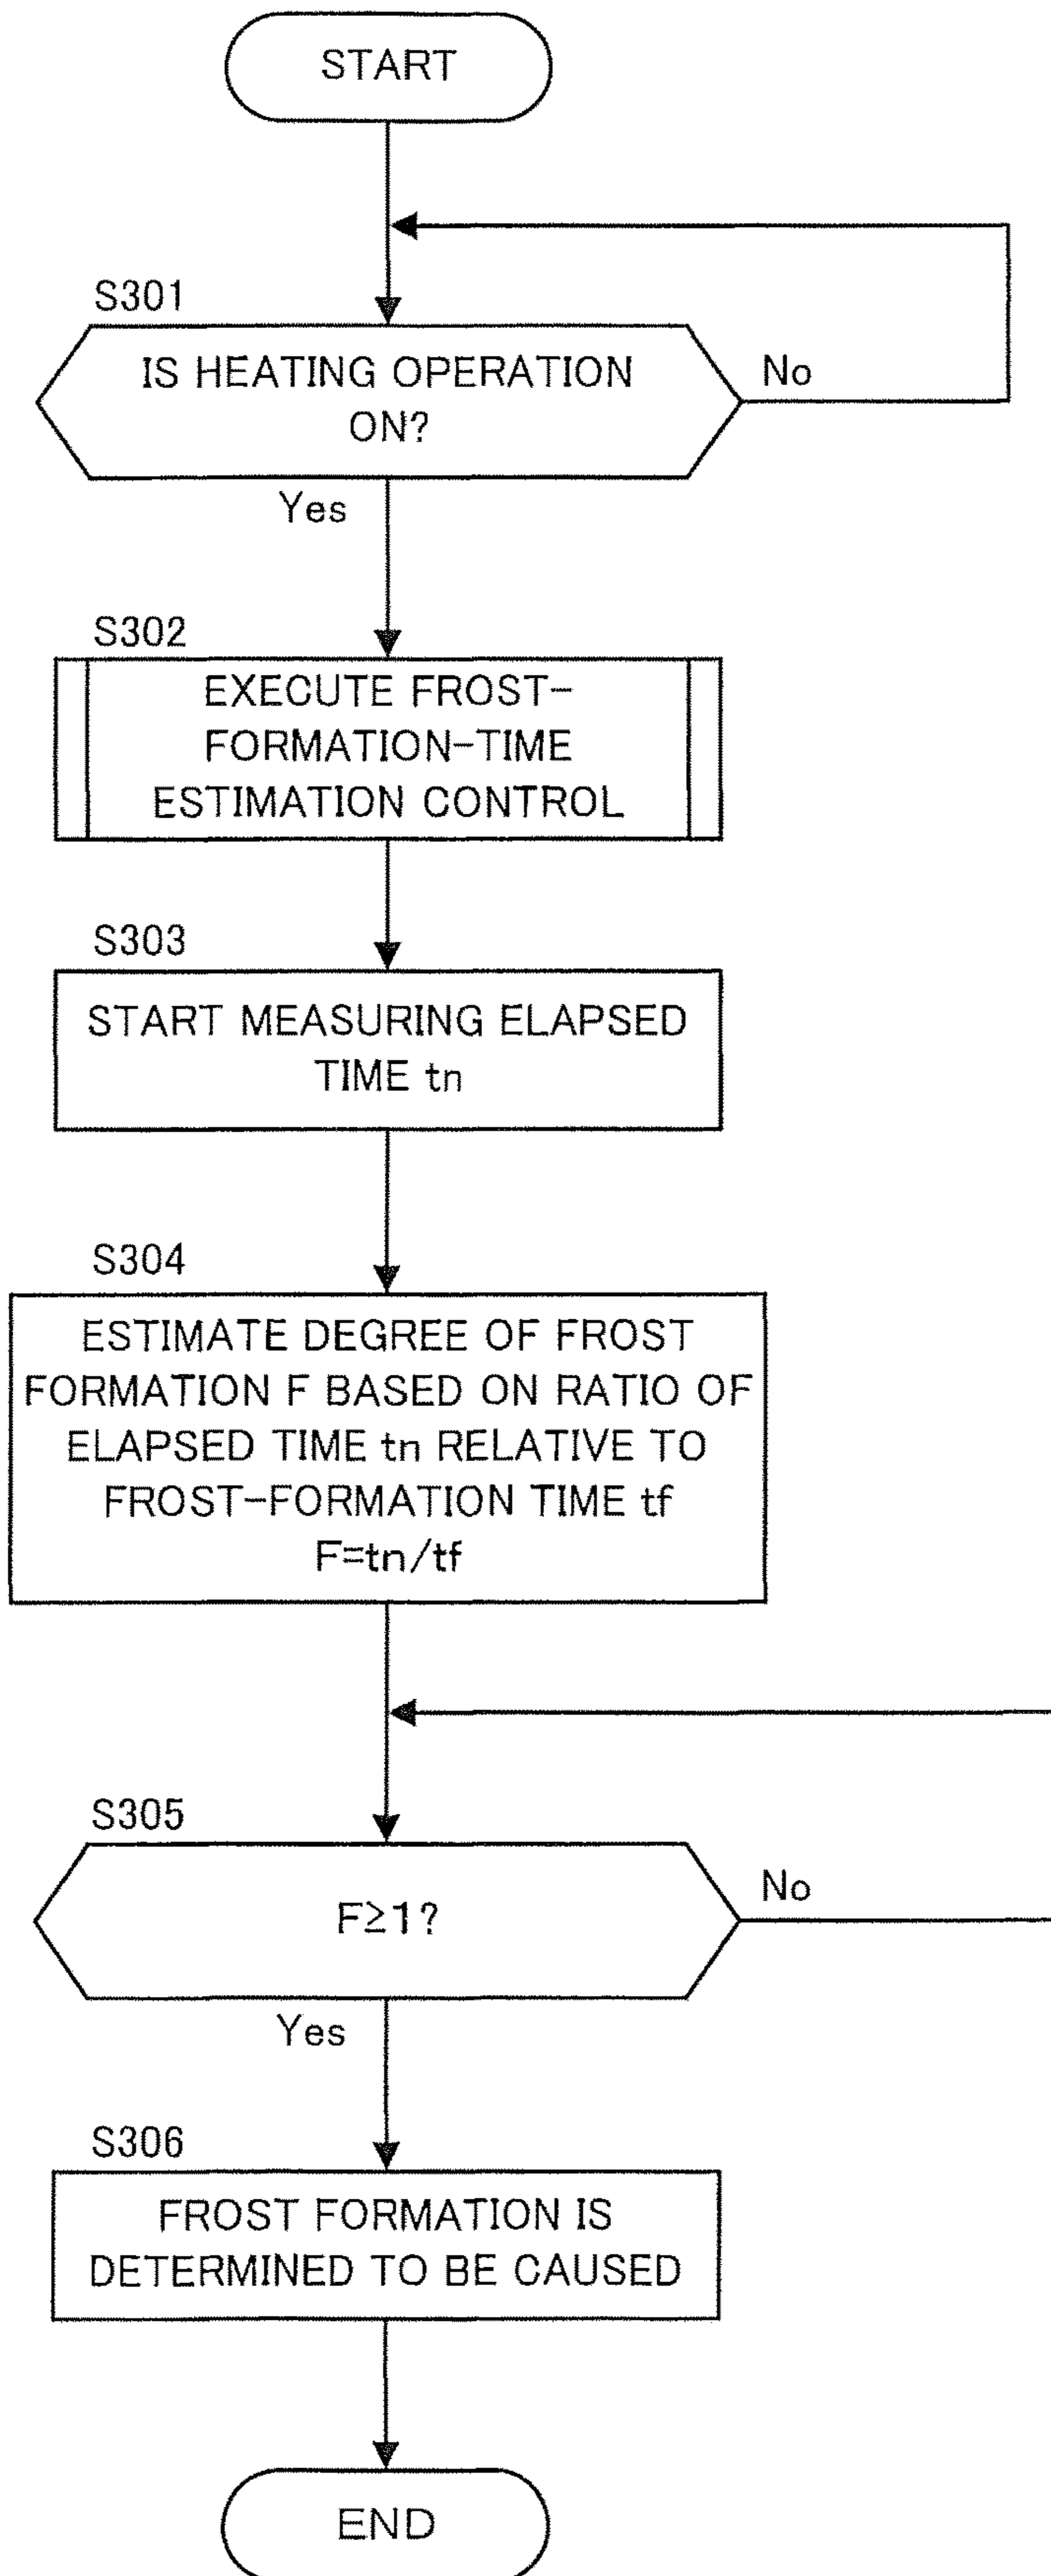 START
S301
IS HEATING OPERATION
ON?
No
Yes
S302
EXECUTE FROST-
FORMATION-TIME
ESTIMATION CONTROL
S303
START MEASURING ELAPSED
TIME tn
S304
ESTIMATE DEGREE OF FROST
FORMATION F BASED ON RATIO OF
ELAPSED TIME tn RELATIVE TO
FROST-FORMATION TIME tf
F=tn/tf
S305
F≥1?
No
Yes
S306
FROST FORMATION IS
DETERMINED TO BE CAUSED
END